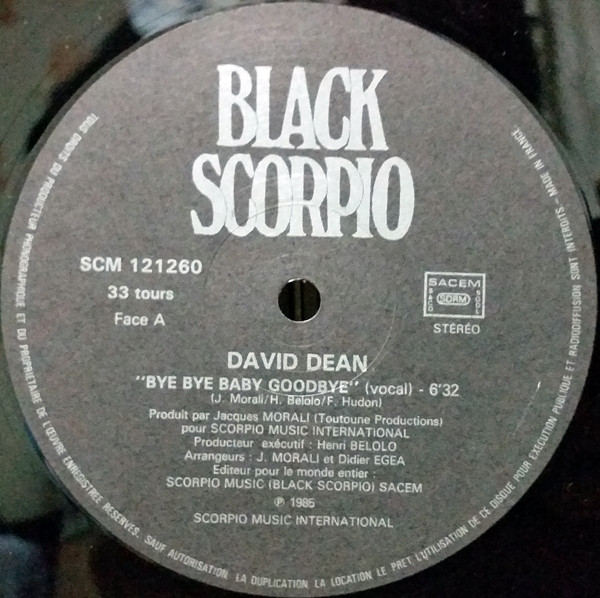 BLACK
SCORPIO
SCM 121260
33 tours
Face A
SACEM
SACD
SDRM
SGDL
STÉRÉO
DAVID DEAN
"BYE BYE BABY GOODBYE" (vocal) - 6'32
(J. Morali/H. Belolo/F. Hudon)
Produit par Jacques MORALI (Toutoune Productions)
pour SCORPIO MUSIC INTERNATIONAL
Producteur exécutif : Henri BELOLO
Arrangeurs : J. MORALI et Didier EGEA
Editeur pour le monde entier :
SCORPIO MUSIC (BLACK SCORPIO) SACEM
℗ 1985
SCORPIO MUSIC INTERNATIONAL
TOUS DROITS DU PRODUCTEUR PHONOGRAPHIQUE ET DU PROPRIETAIRE DE L'ŒUVRE ENREGISTREE RESERVES. SAUF AUTORISATION, LA DUPLICATION, LA LOCATION, LE PRET, L'UTILISATION DE CE DISQUE POUR EXECUTION PUBLIQUE ET RADIODIFFUSION SONT INTERDITS - MADE IN FRANCE